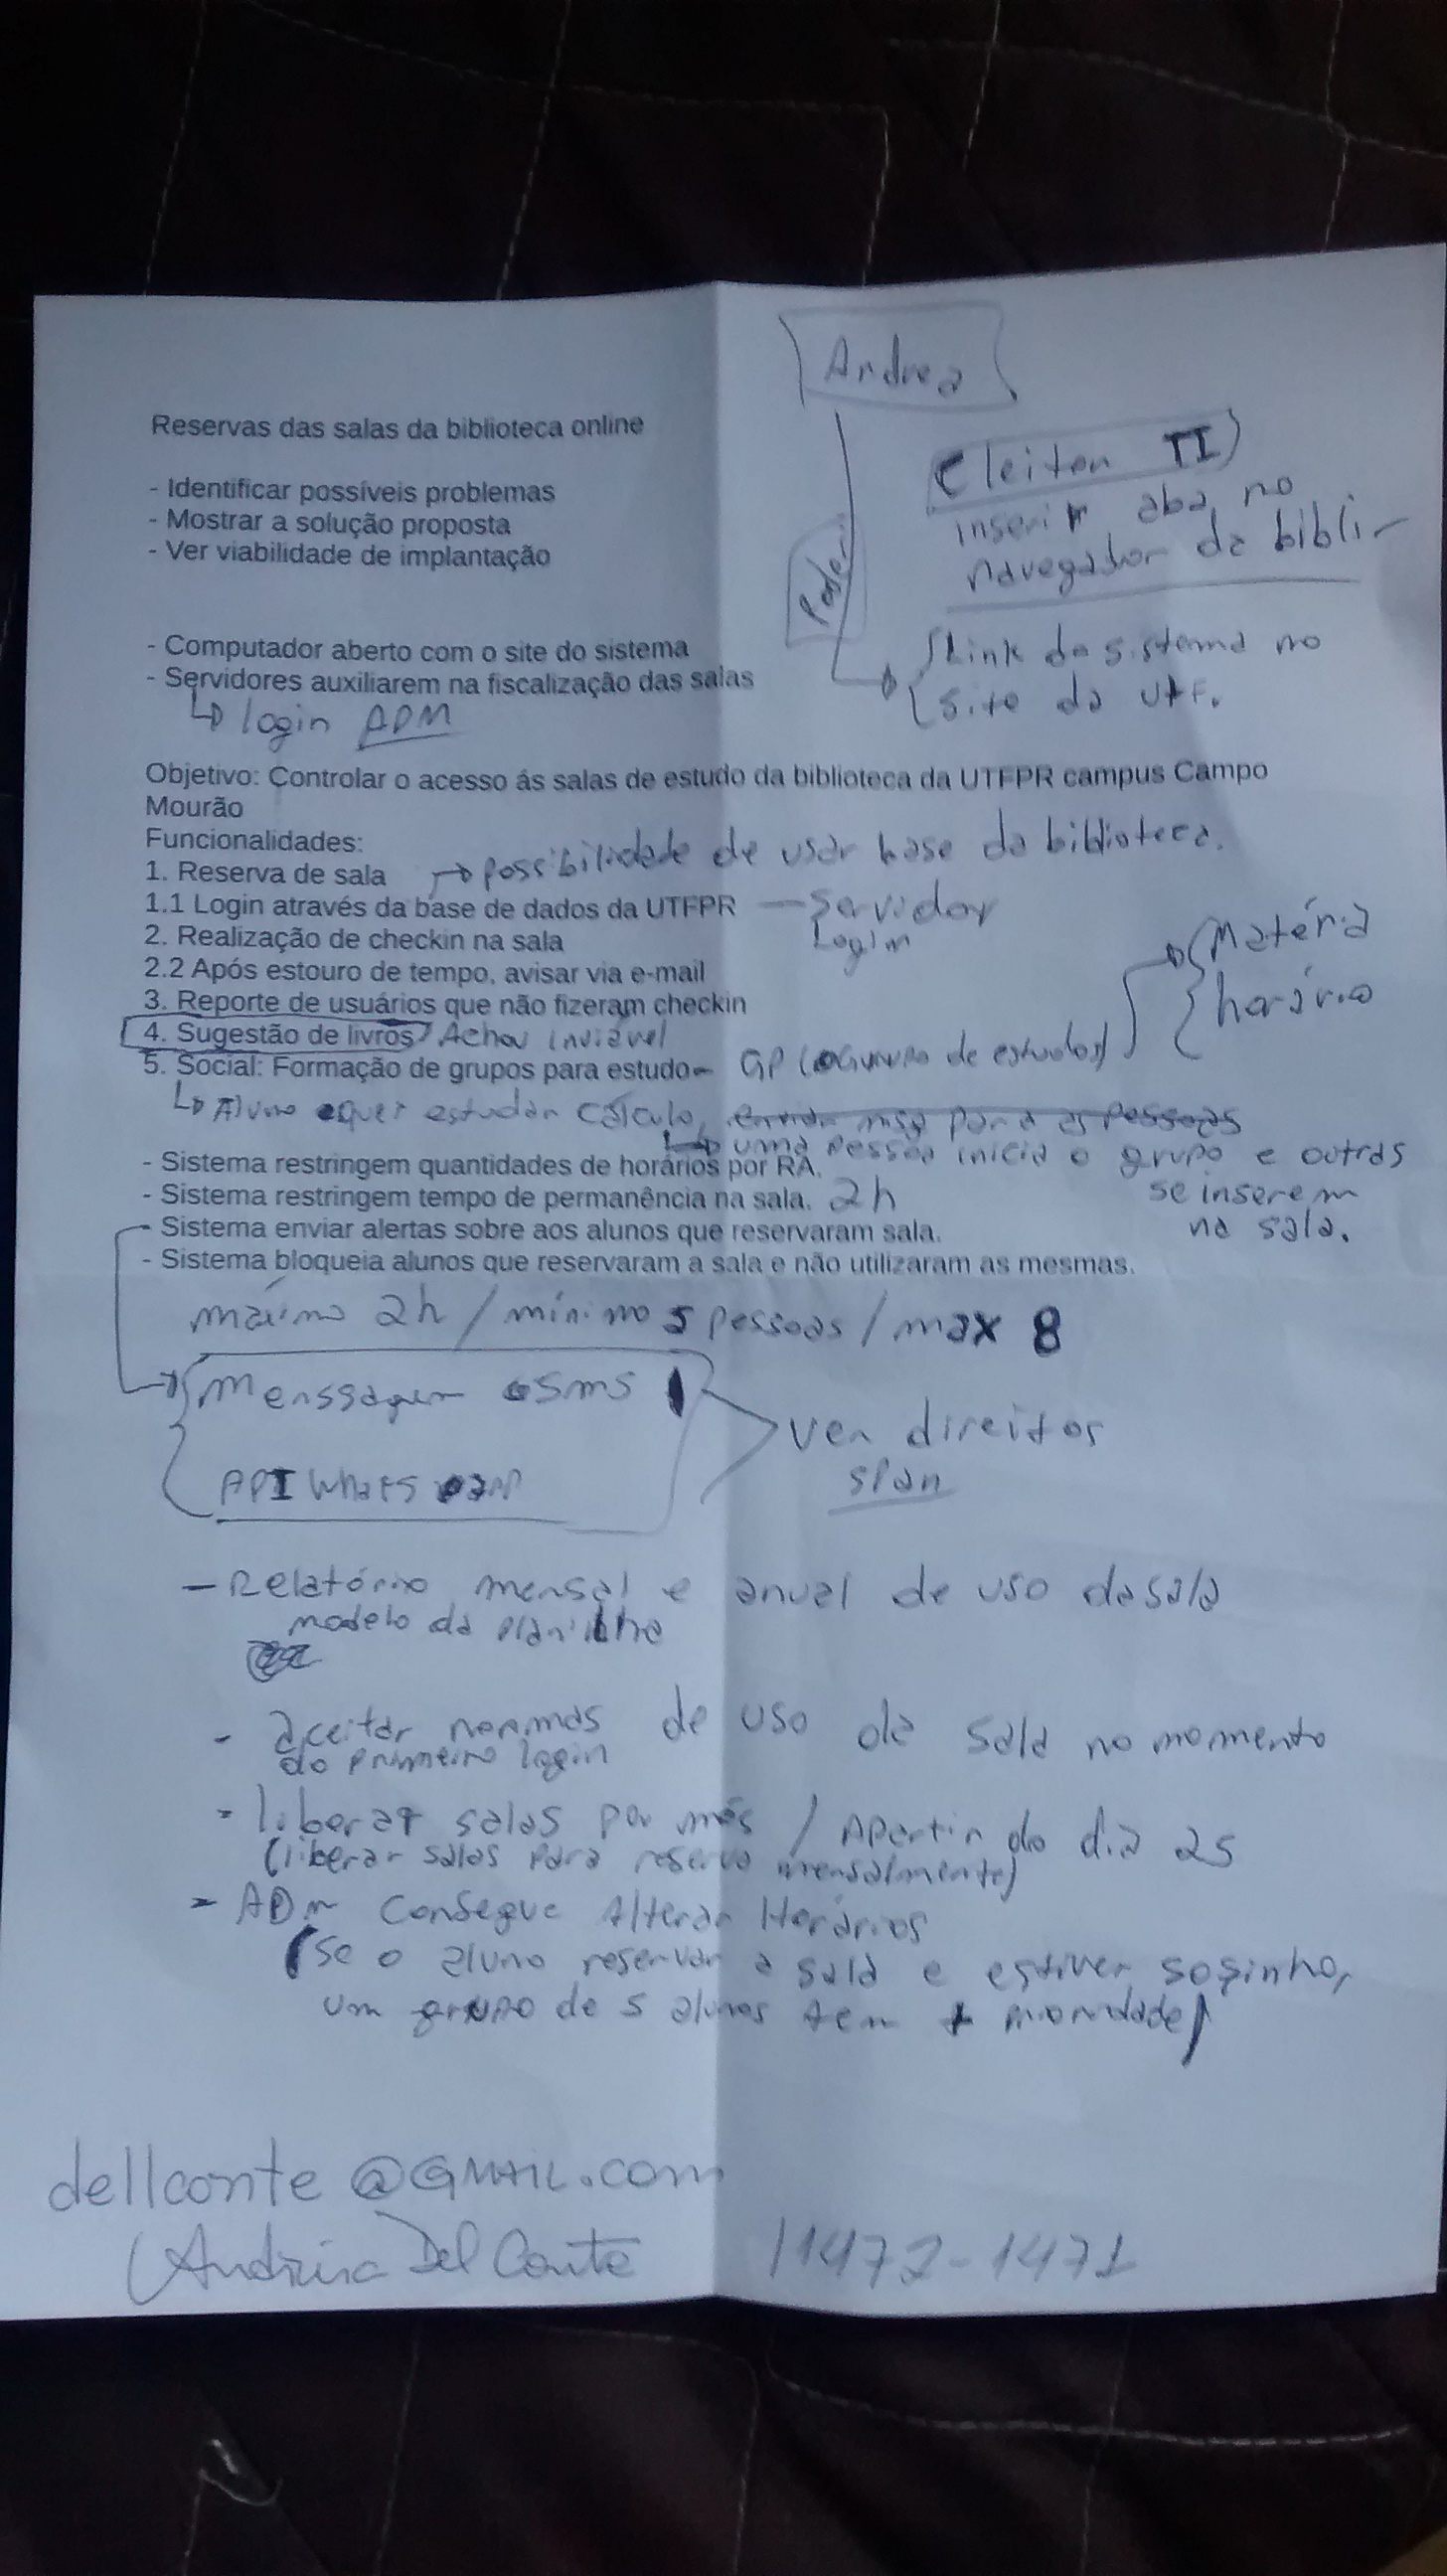 Andrea
Reservas das salas da biblioteca online
Cleiton TI
- Identificar possíveis problemas
inserir aba no
- Mostrar a solução proposta
navegador da bibli-
- Ver viabilidade de implantação
- Computador aberto com o site do sistema
Link do sistema no
- Servidores auxiliarem na fiscalização das salas
site da UTF.
login ADM
Objetivo: Controlar o acesso ás salas de estudo da biblioteca da UTFPR campus Campo
Mourão
Funcionalidades:
possibilidade de usar base da biblioteca.
1. Reserva de sala
1.1 Login através da base de dados da UTFPR — Servidor
Login
2. Realização de checkin na sala
Matéria
2.2 Após estouro de tempo, avisar via e-mail
horário
3. Reporte de usuários que não fizeram checkin
4. Sugestão de livros Achou inviável
5. Social: Formação de grupos para estudo - GP (Grupo de estudos)
Aluno quer estudar cálculo, msg para as pessoas
uma pessoa inicia o grupo e outras
se inserem
na sala.
- Sistema restringem quantidades de horários por RA.
- Sistema restringem tempo de permanência na sala. 2h
- Sistema enviar alertas sobre aos alunos que reservaram sala.
- Sistema bloqueia alunos que reservaram a sala e não utilizaram as mesmas.
máximo 2h / mínimo 5 pessoas / max 8
Menssagem SMS
ver direitos
span
API Whats
- Relatório mensal e anual de uso da sala
modelo da planilha
- aceitar normas de uso da sala no momento
do primeiro login
- liberar salas por mês / Apartir do dia 25
(liberar salas para reserva mensalmente)
- ADM consegue Alterar Horários
(se o aluno reservar a sala e estiver sozinho,
um grupo de 5 alunos tem + prioridade)
dellconte@GMAIL.com
(Andréia Del Conte 11472-1471